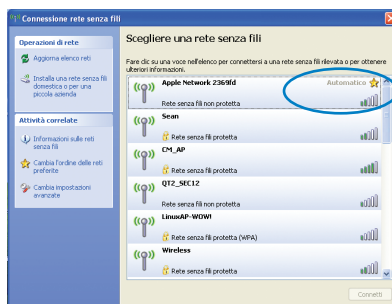 Connessione rete senza fili
Operazioni di rete
Aggiorna elenco reti
Installa una rete senza fili
domestica o per una
piccola azienda
Attività correlate
Informazioni sulle reti
senza fili
Cambia l'ordine delle reti
preferite
Cambia impostazioni
avanzate
Scegliere una rete senza fili
Fare clic su una voce nell'elenco per connettersi a una rete senza fili rilevata o per ottenere
ulteriori informazioni.
Apple Network 2369fd
Automatico
Rete senza fili non protetta
Sean
Rete senza fili protetta
CM_AP
Rete senza fili protetta
QT2_SEC12
Rete senza fili non protetta
LinuxAP-WOW!
Rete senza fili protetta (WPA)
Wireless
Rete senza fili protetta
Connetti